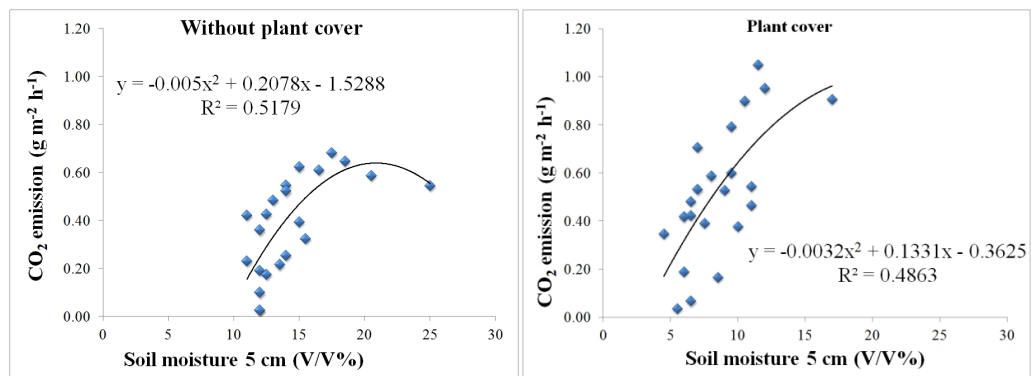 Without plant cover
1.20
1.00
0.80
0.60
0.40
0.20
0.00
CO₂ emission (g m⁻² h⁻¹)
y = -0.005x² + 0.2078x - 1.5288
R² = 0.5179
0 5 10 15 20 25 30
Soil moisture 5 cm (V/V%)
Plant cover
1.20
1.00
0.80
0.60
0.40
0.20
0.00
CO₂ emission (g m⁻² h⁻¹)
y = -0.0032x² + 0.1331x - 0.3625
R² = 0.4863
0 5 10 15 20 25 30
Soil moisture 5 cm (V/V%)